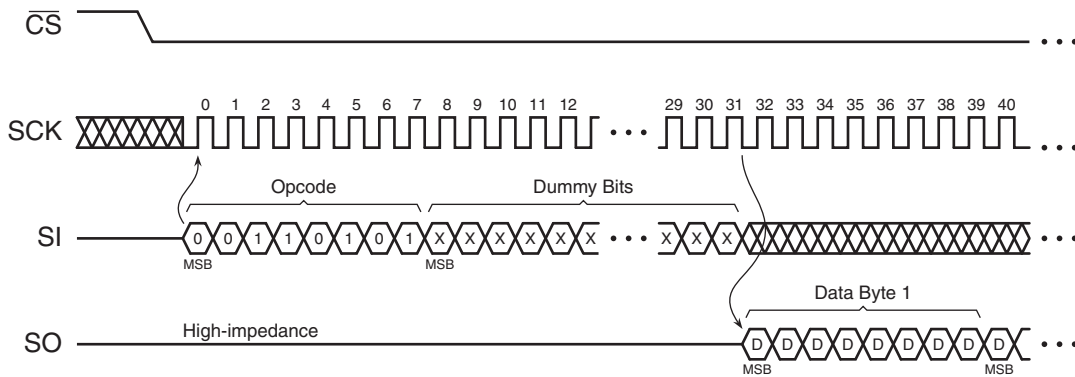 CS
0 1 2 3 4 5 6 7 8 9 10 11 12 29 30 31 32 33 34 35 36 37 38 39 40
SCK
Opcode Dummy Bits
SI 0 0 1 1 0 1 0 1 X X X X X X X X X
MSB MSB
Data Byte 1
High-impedance
SO D D D D D D D D D
MSB MSB